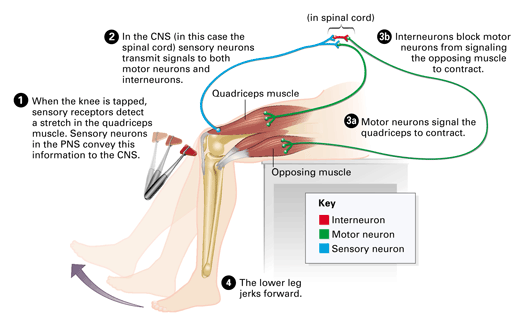 (in spinal cord)
2 In the CNS (in this case the
spinal cord) sensory neurons
transmit signals to both
motor neurons and
interneurons.
3b Interneurons block motor
neurons from signaling
the opposing muscle
to contract.
Quadriceps muscle
1 When the knee is tapped,
sensory receptors detect
a stretch in the quadriceps
muscle. Sensory neurons
in the PNS convey this
information to the CNS.
3a Motor neurons signal the
quadriceps to contract.
Opposing muscle
Key
Interneuron
Motor neuron
Sensory neuron
4 The lower leg
jerks forward.